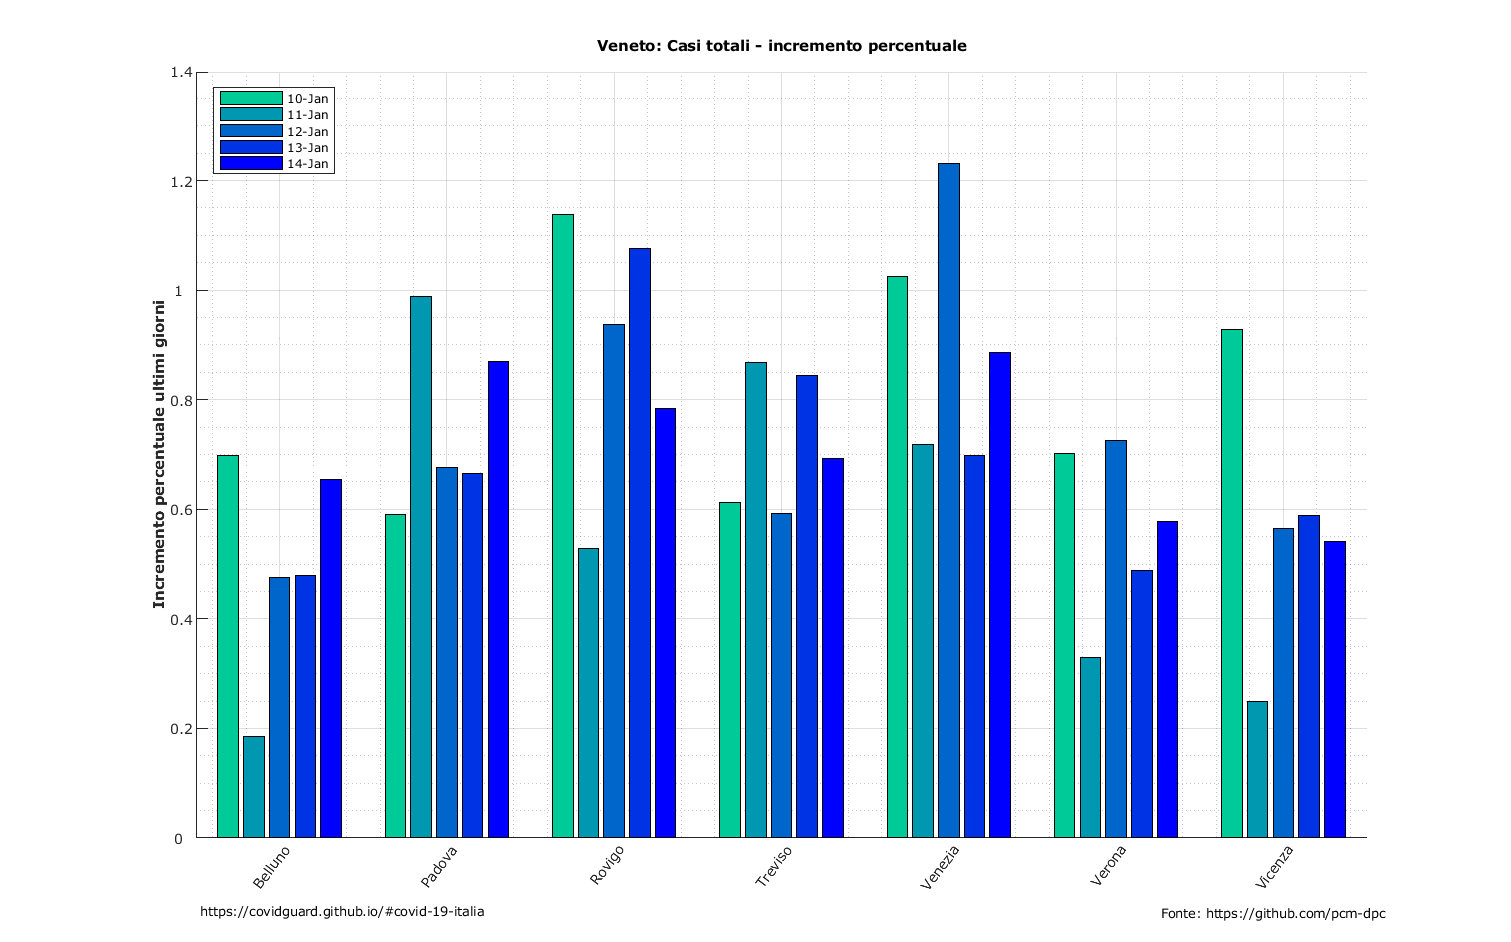 Veneto: Casi totali - incremento percentuale
1.4
1.2
1
0.8
0.6
0.4
0.2
0
Incremento percentuale ultimi giorni
10-Jan
11-Jan
12-Jan
13-Jan
14-Jan
Belluno
Padova
Rovigo
Treviso
Venezia
Verona
Vicenza
https://covidguard.github.io/#covid-19-italia
Fonte: https://github.com/pcm-dpc